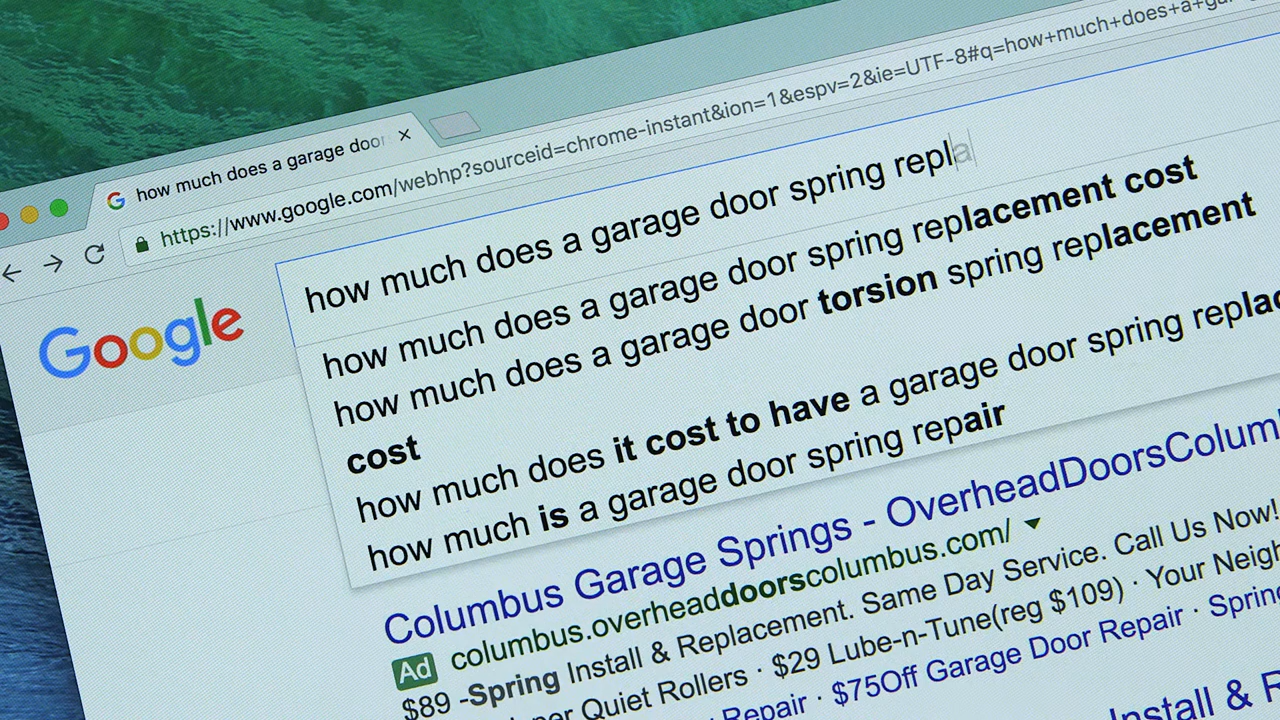 how much does a garage door
https://www.google.com/webhp?sourceid=chrome-instant&ion=1&espv=2&ie=UTF-8#q=how+much+does+a+
Google
how much does a garage door spring repla
how much does a garage door spring replacement cost
how much does a garage door torsion spring replacement
cost
how much does it cost to have a garage door spring
how much is a garage door spring repair
Columbus Garage Springs -
Ad columbus.overheaddoorscolumbus.com/
$89 -Spring Install & Replacement. Same Day Service. Call Us Now!
Quiet Rollers · $29 Lube-n-Tune(reg $109) · Your
Repair · $75Off Garage Door Repair ·
Install &